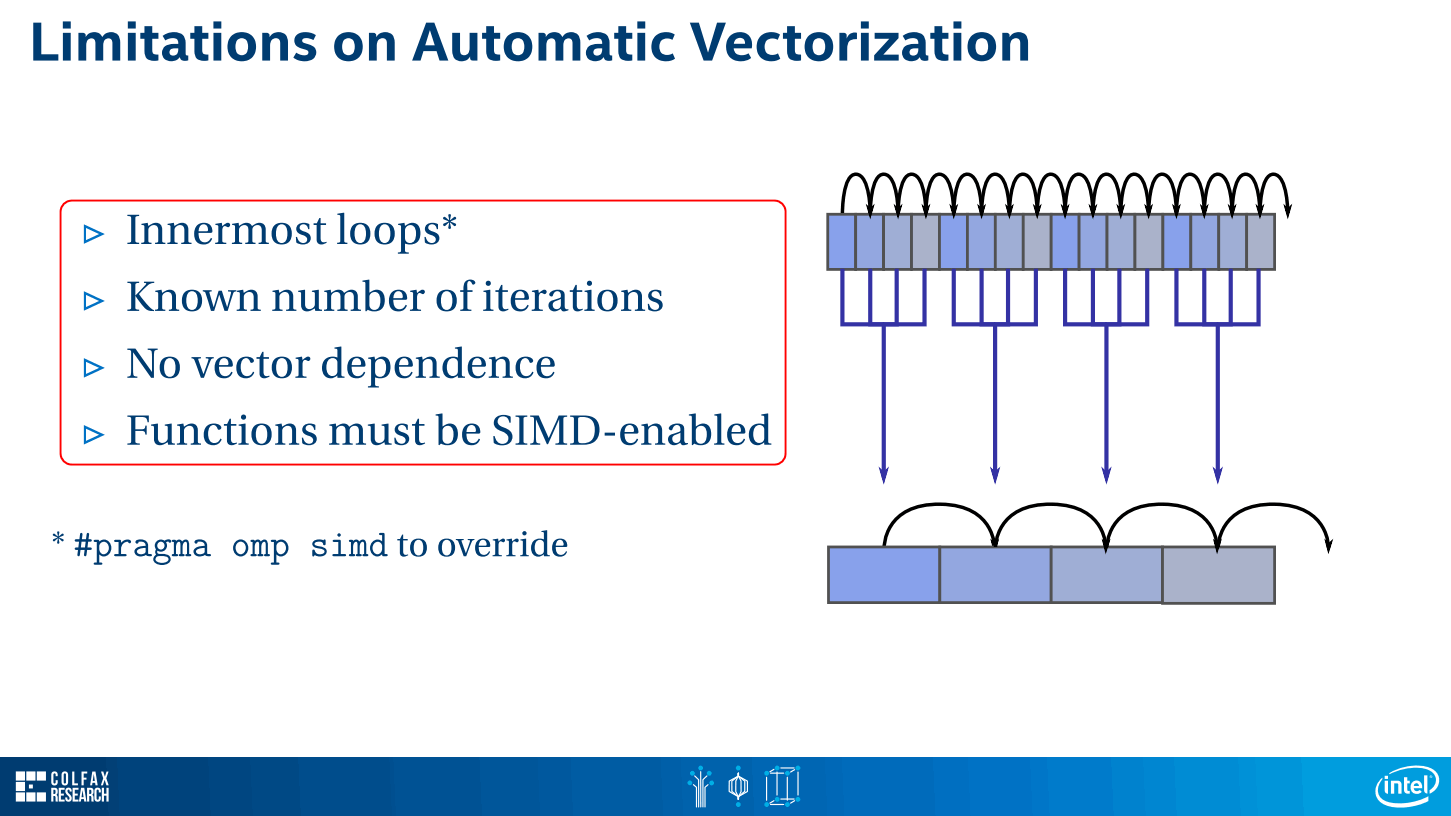 Limitations on Automatic Vectorization
▷ Innermost loops*
▷ Known number of iterations
▷ No vector dependence
▷ Functions must be SIMD-enabled
* #pragma omp simd to override
COLFAX
RESEARCH
intel